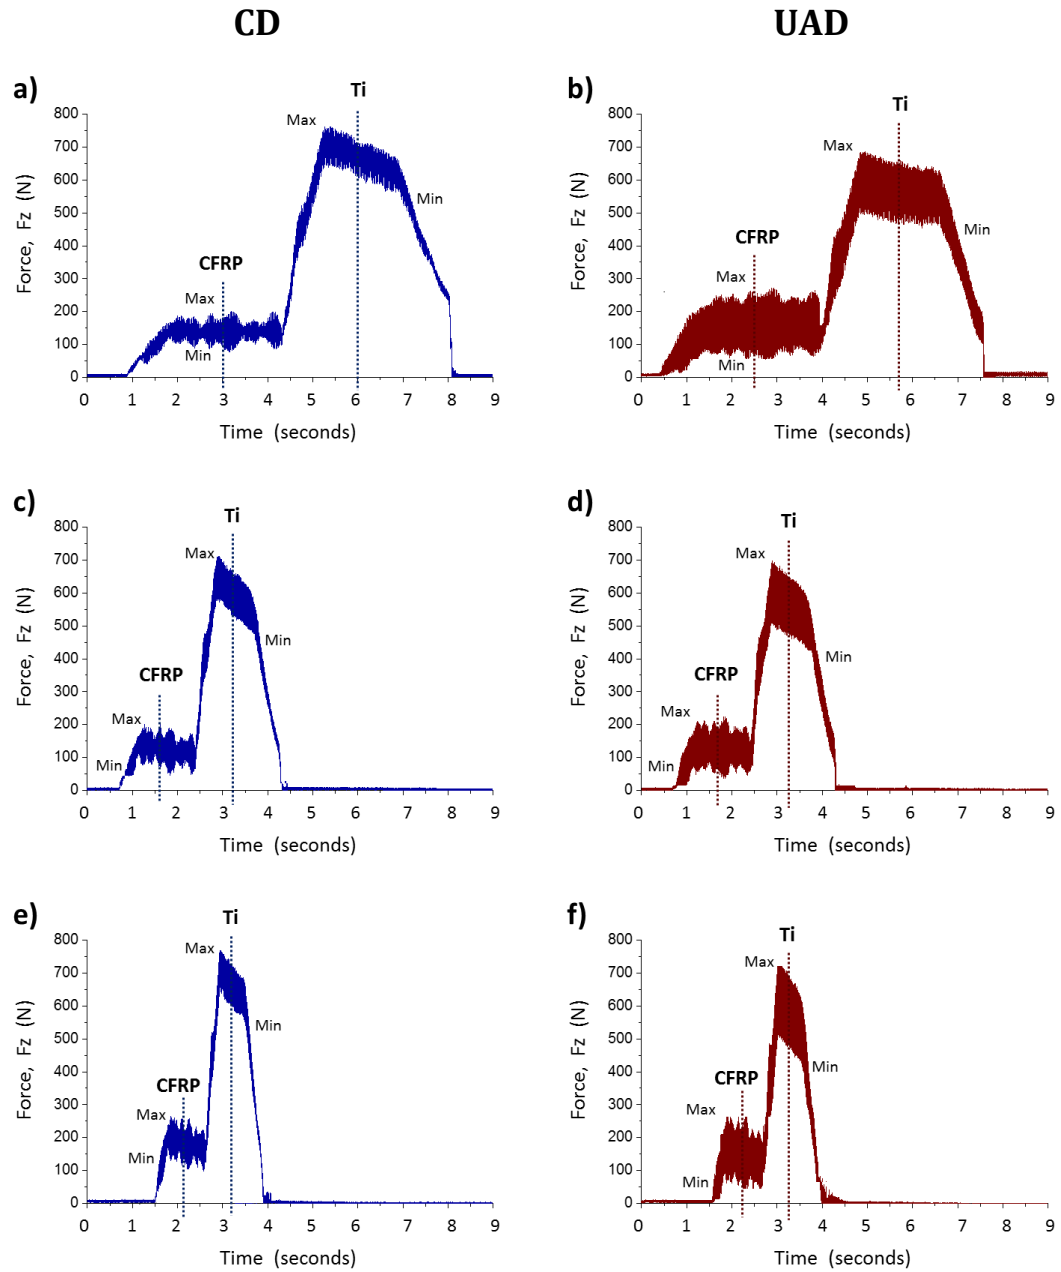 CD
UAD
a)
Ti
Max
Min
CFRP
Max
Min
Force, Fz (N)
800
700
600
500
400
300
200
100
0
0 1 2 3 4 5 6 7 8 9
Time (seconds)
b)
Ti
Max
Min
CFRP
Max
Min
Force, Fz (N)
800
700
600
500
400
300
200
100
0
0 1 2 3 4 5 6 7 8 9
Time (seconds)
c)
Ti
Max
Min
CFRP
Max
Min
Force, Fz (N)
800
700
600
500
400
300
200
100
0
0 1 2 3 4 5 6 7 8 9
Time (seconds)
d)
Ti
Max
Min
CFRP
Max
Min
Force, Fz (N)
800
700
600
500
400
300
200
100
0
0 1 2 3 4 5 6 7 8 9
Time (seconds)
e)
Ti
Max
Min
CFRP
Max
Min
Force, Fz (N)
800
700
600
500
400
300
200
100
0
0 1 2 3 4 5 6 7 8 9
Time (seconds)
f)
Ti
Max
Min
CFRP
Max
Min
Force, Fz (N)
800
700
600
500
400
300
200
100
0
0 1 2 3 4 5 6 7 8 9
Time (seconds)